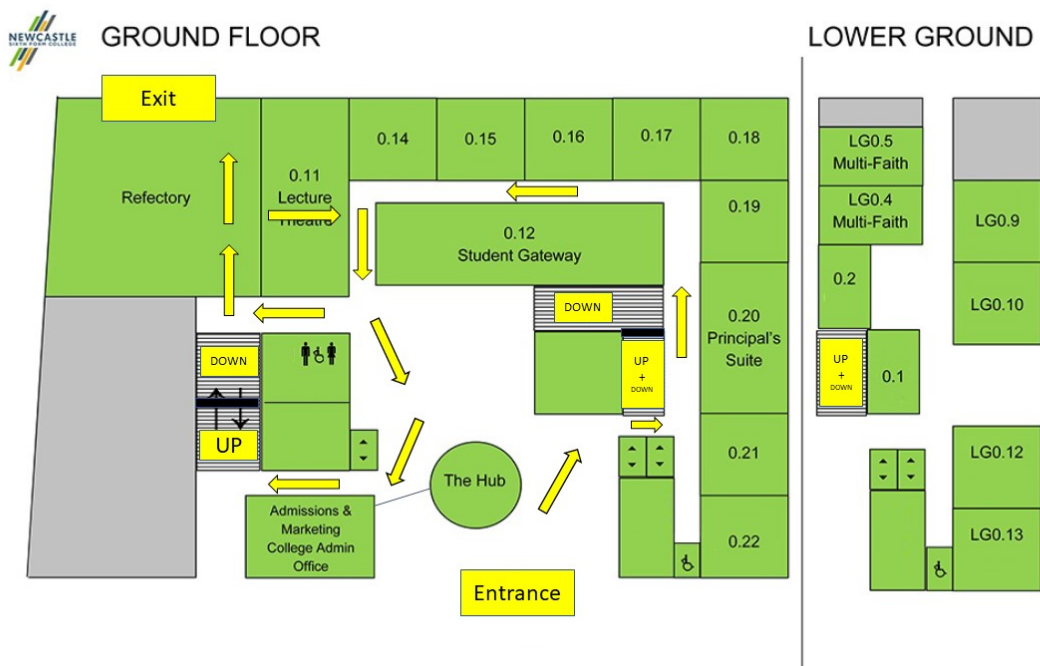 NEWCASTLE
SIXTH FORM COLLEGE
GROUND FLOOR
LOWER GROUND
Exit
Refectory
0.11
Lecture
Theatre
0.14
0.15
0.16
0.17
0.18
0.19
0.12
Student Gateway
DOWN
UP
+
DOWN
0.20
Principal's
Suite
DOWN
UP
0.21
The Hub
Admissions &
Marketing
College Admin
Office
0.22
Entrance
LG0.5
Multi-Faith
LG0.4
Multi-Faith
LG0.9
0.2
LG0.10
UP
+
DOWN
0.1
LG0.12
LG0.13